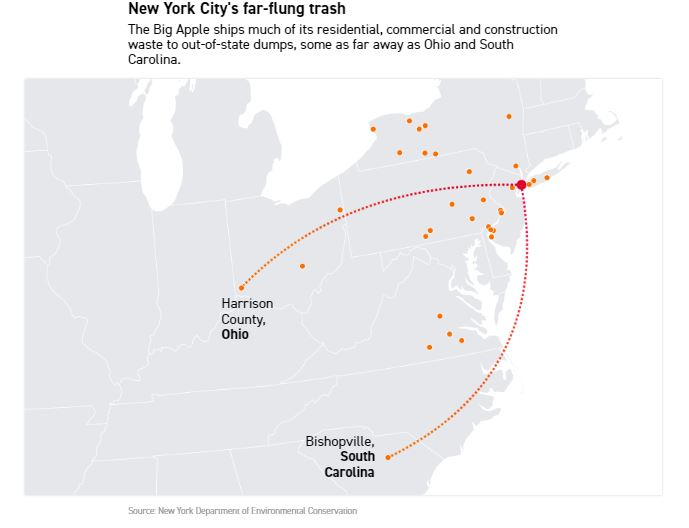 New York City's far-flung trash
The Big Apple ships much of its residential, commercial and construction
waste to out-of-state dumps, some as far away as Ohio and South
Carolina.
Harrison
County,
Ohio
Bishopville,
South
Carolina
Source: New York Department of Environmental Conservation